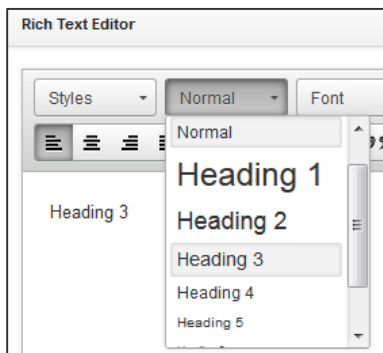 Rich Text Editor
Styles Normal Font
Normal
Heading 1
Heading 2
Heading 3
Heading 3
Heading 4
Heading 5